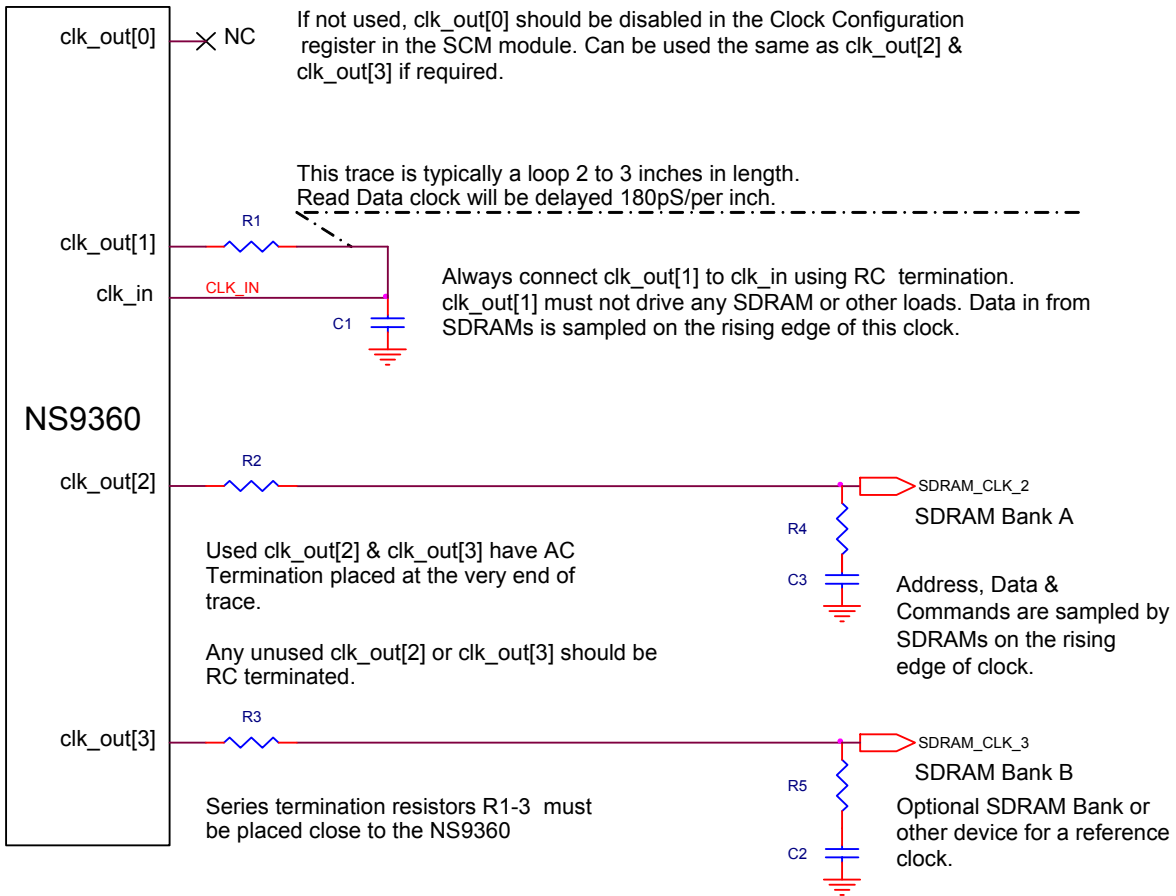 clk_out[0]
NC
If not used, clk_out[0] should be disabled in the Clock Configuration
register in the SCM module. Can be used the same as clk_out[2] &
clk_out[3] if required.
This trace is typically a loop 2 to 3 inches in length.
Read Data clock will be delayed 180pS/per inch.
R1
clk_out[1]
clk_in
CLK_IN
C1
Always connect clk_out[1] to clk_in using RC termination.
clk_out[1] must not drive any SDRAM or other loads. Data in from
SDRAMs is sampled on the rising edge of this clock.
NS9360
R2
clk_out[2]
SDRAM_CLK_2
SDRAM Bank A
R4
C3
Used clk_out[2] & clk_out[3] have AC
Termination placed at the very end of
trace.
Address, Data &
Commands are sampled by
SDRAMs on the rising
edge of clock.
Any unused clk_out[2] or clk_out[3] should be
RC terminated.
R3
clk_out[3]
SDRAM_CLK_3
SDRAM Bank B
R5
C2
Series termination resistors R1-3 must
be placed close to the NS9360
Optional SDRAM Bank or
other device for a reference
clock.